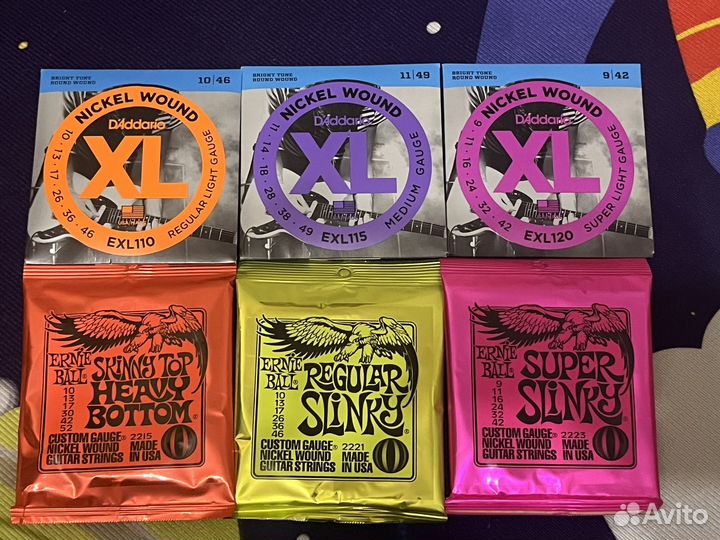 BRIGHT TONE
ROUND WOUND
10|46
NICKEL WOUND
D'Addario
XL
10 · 13 · 17 · 26 · 36 · 46
EXL110
REGULAR LIGHT GAUGE
BRIGHT TONE
ROUND WOUND
11|49
NICKEL WOUND
D'Addario
XL
11 · 14 · 18 · 28 · 38 · 49
EXL115
MEDIUM GAUGE
BRIGHT TONE
ROUND WOUND
9|42
NICKEL WOUND
D'Addario
XL
9 · 11 · 16 · 24 · 32 · 42
EXL120
SUPER LIGHT GAUGE
ERNIE
BALL
SKINNY TOP
HEAVY
BOTTOM®
10
13
17
30
42
52
CUSTOM GAUGE® 2215
NICKEL WOUND MADE
GUITAR STRINGS IN USA
ERNIE
BALL
REGULAR
SLINKY®
10
13
17
26
36
46
CUSTOM GAUGE® 2221
NICKEL WOUND MADE
GUITAR STRINGS IN USA
ERNIE
BALL
SUPER
SLINKY®
9
11
16
24
32
42
CUSTOM GAUGE® 2223
NICKEL WOUND MADE
GUITAR STRINGS IN USA
Avito